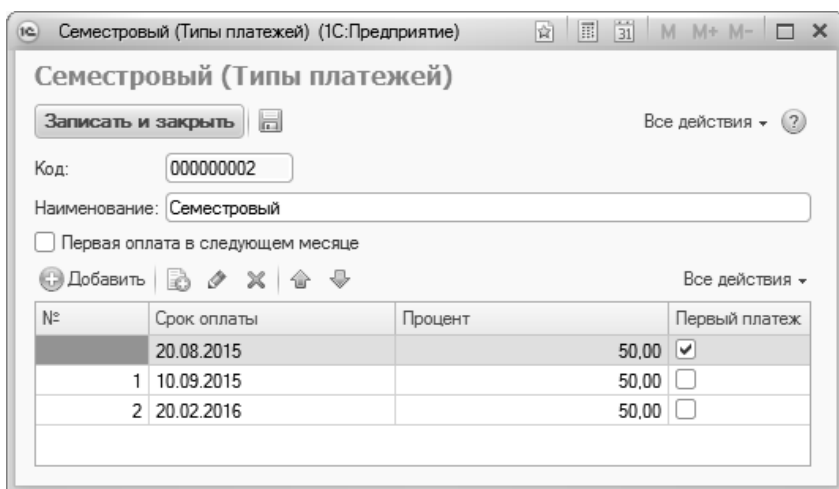 1С Семестровый (Типы платежей) (1С:Предприятие) 31 M M+ M-
Семестровый (Типы платежей)
Записать и закрыть Все действия ?
Код: 000000002
Наименование: Семестровый
Первая оплата в следующем месяце
Добавить Все действия
№ Срок оплаты Процент Первый платеж
20.08.2015 50,00
1 10.09.2015 50,00
2 20.02.2016 50,00